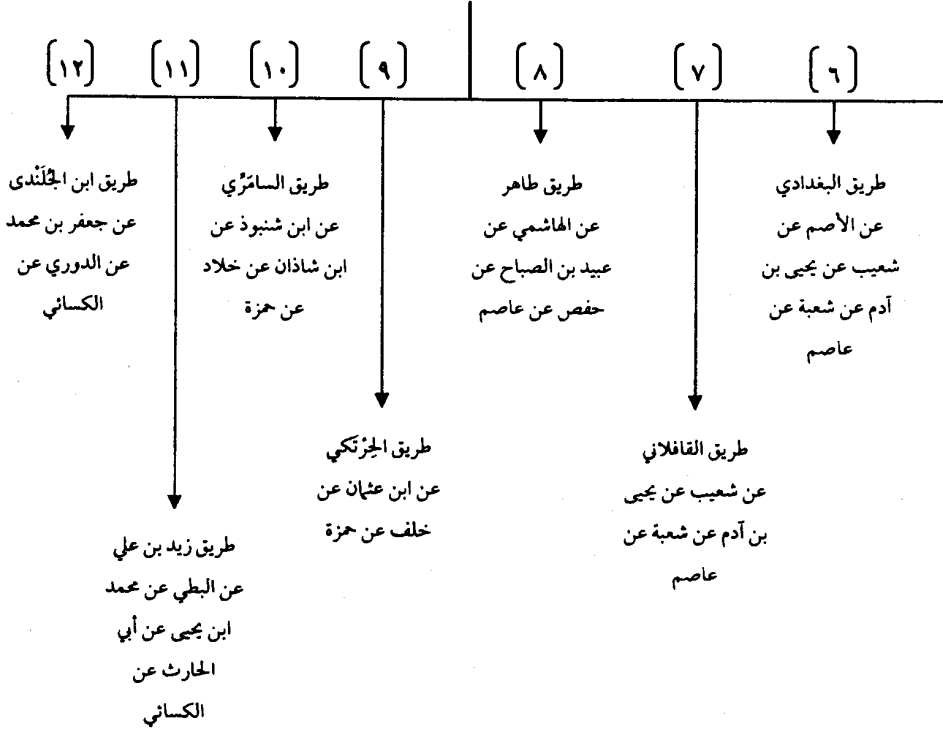 [٦]
طريق البغدادي
عن الأصم عن
شعيب عن يحيى بن
آدم عن شعبة عن
عاصم
[٧]
طريق القافلاني
عن شعيب عن يحيى
بن آدم عن شعبة عن
عاصم
[٨]
طريق طاهر
عن الهاشمي عن
عبيد بن الصباح عن
حفص عن عاصم
[٩]
طريق الحِرْتَكي
عن ابن عثمان عن
خلف عن حمزة
[١٠]
طريق السامَرِّي
عن ابن شنبوذ عن
ابن شاذان عن خلاد
عن حمزة
[١١]
طريق زيد بن علي
عن البطي عن محمد
ابن يحيى عن أبي
الحارث عن
الكسائي
[١٢]
طريق ابن الجُلَنْدى
عن جعفر بن محمد
عن الدوري عن
الكسائي